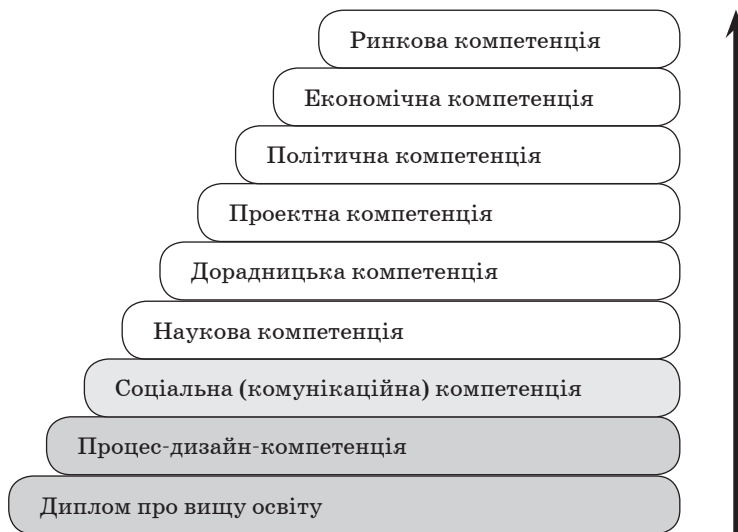 Ринкова компетенція
Економічна компетенція
Політична компетенція
Проектна компетенція
Дорадницька компетенція
Наукова компетенція
Соціальна (комунікаційна) компетенція
Процес-дизайн-компетенція
Диплом про вищу освіту